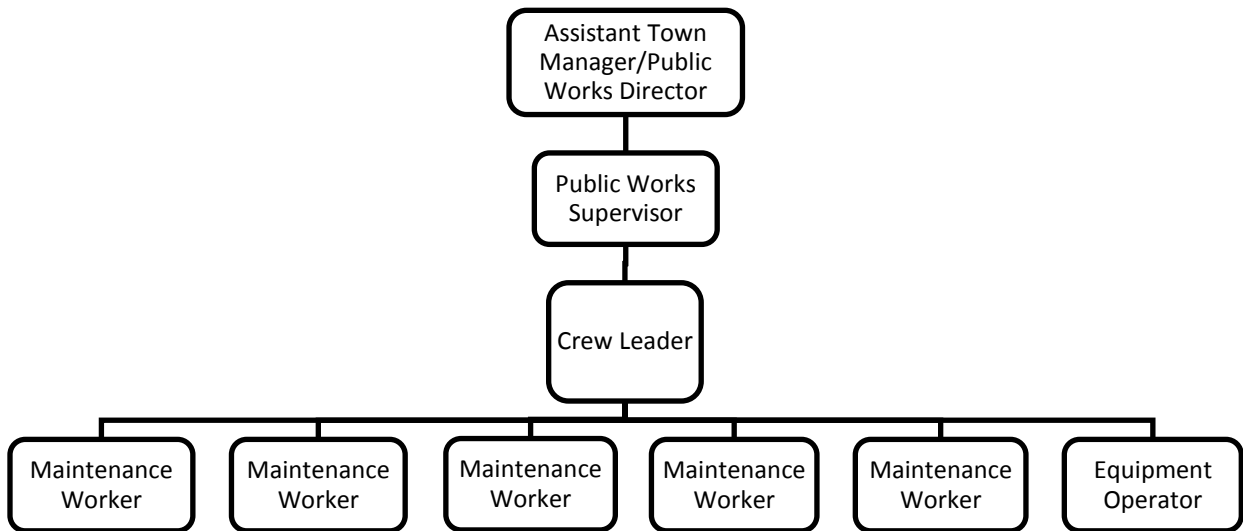 Assistant Town
Manager/Public
Works Director
Public Works
Supervisor
Crew Leader
Maintenance
Worker
Maintenance
Worker
Maintenance
Worker
Maintenance
Worker
Maintenance
Worker
Equipment
Operator